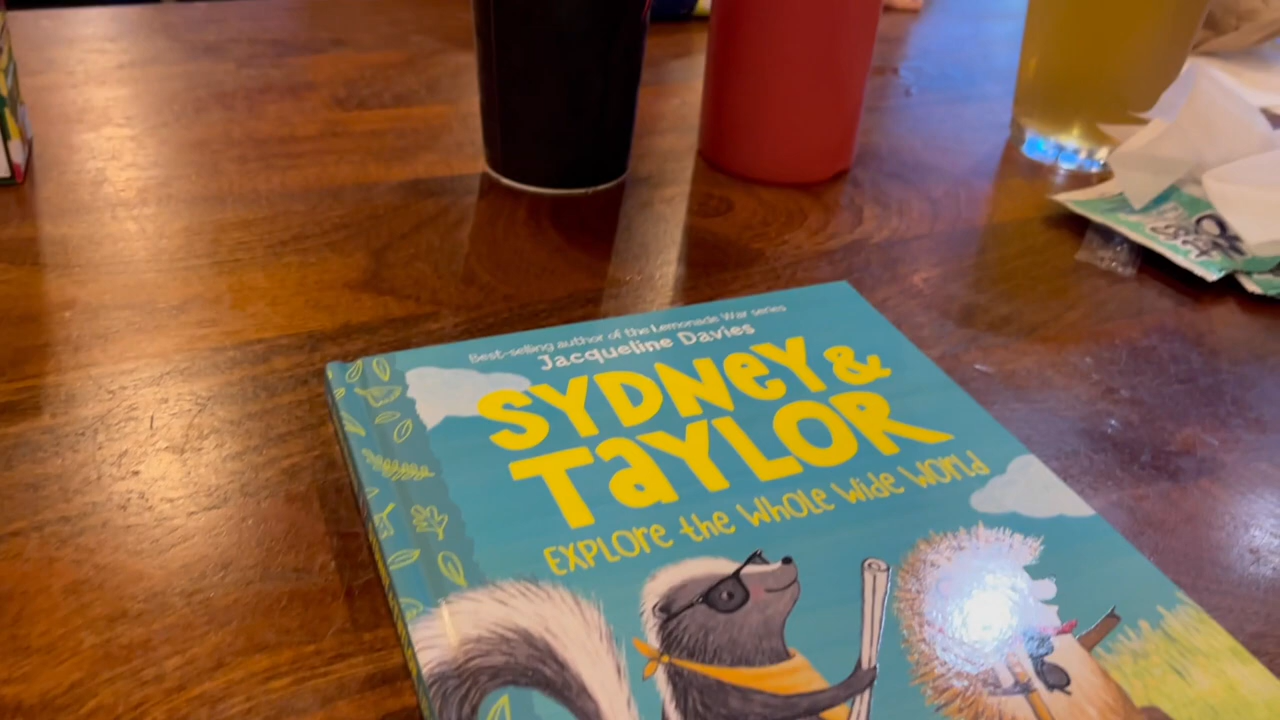 Best-selling author of the Lemonade War series
Jacqueline Davies
SYDNEY &
TAYLOR
EXPLORE the WHOLE WIDE WORLD